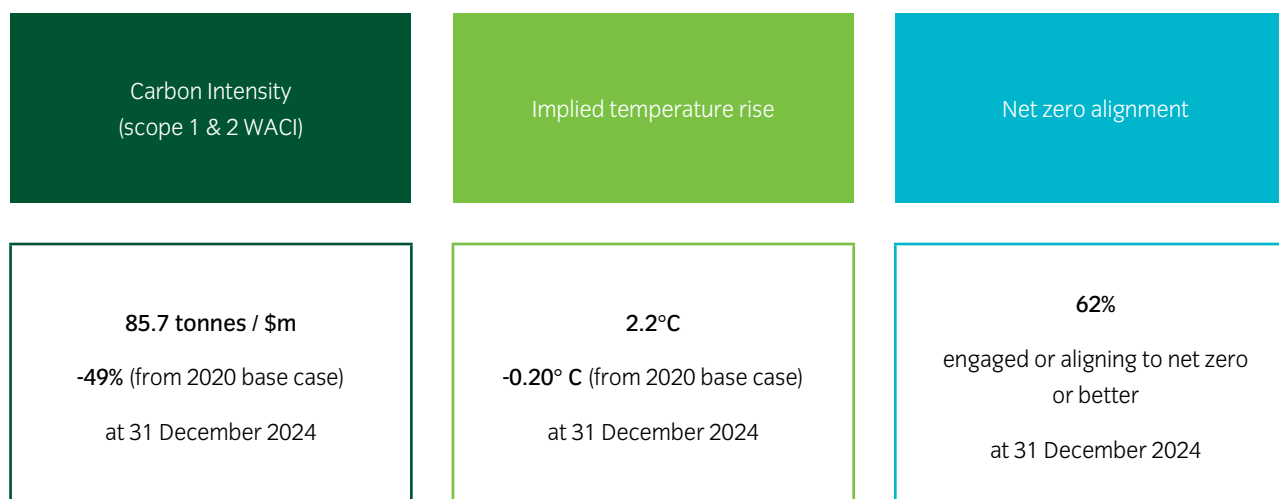 Carbon Intensity
(scope 1 & 2 WACI)
Implied temperature rise
Net zero alignment
85.7 tonnes / $m
-49% (from 2020 base case)
at 31 December 2024
2.2°C
-0.20° C (from 2020 base case)
at 31 December 2024
62%
engaged or aligning to net zero
or better
at 31 December 2024